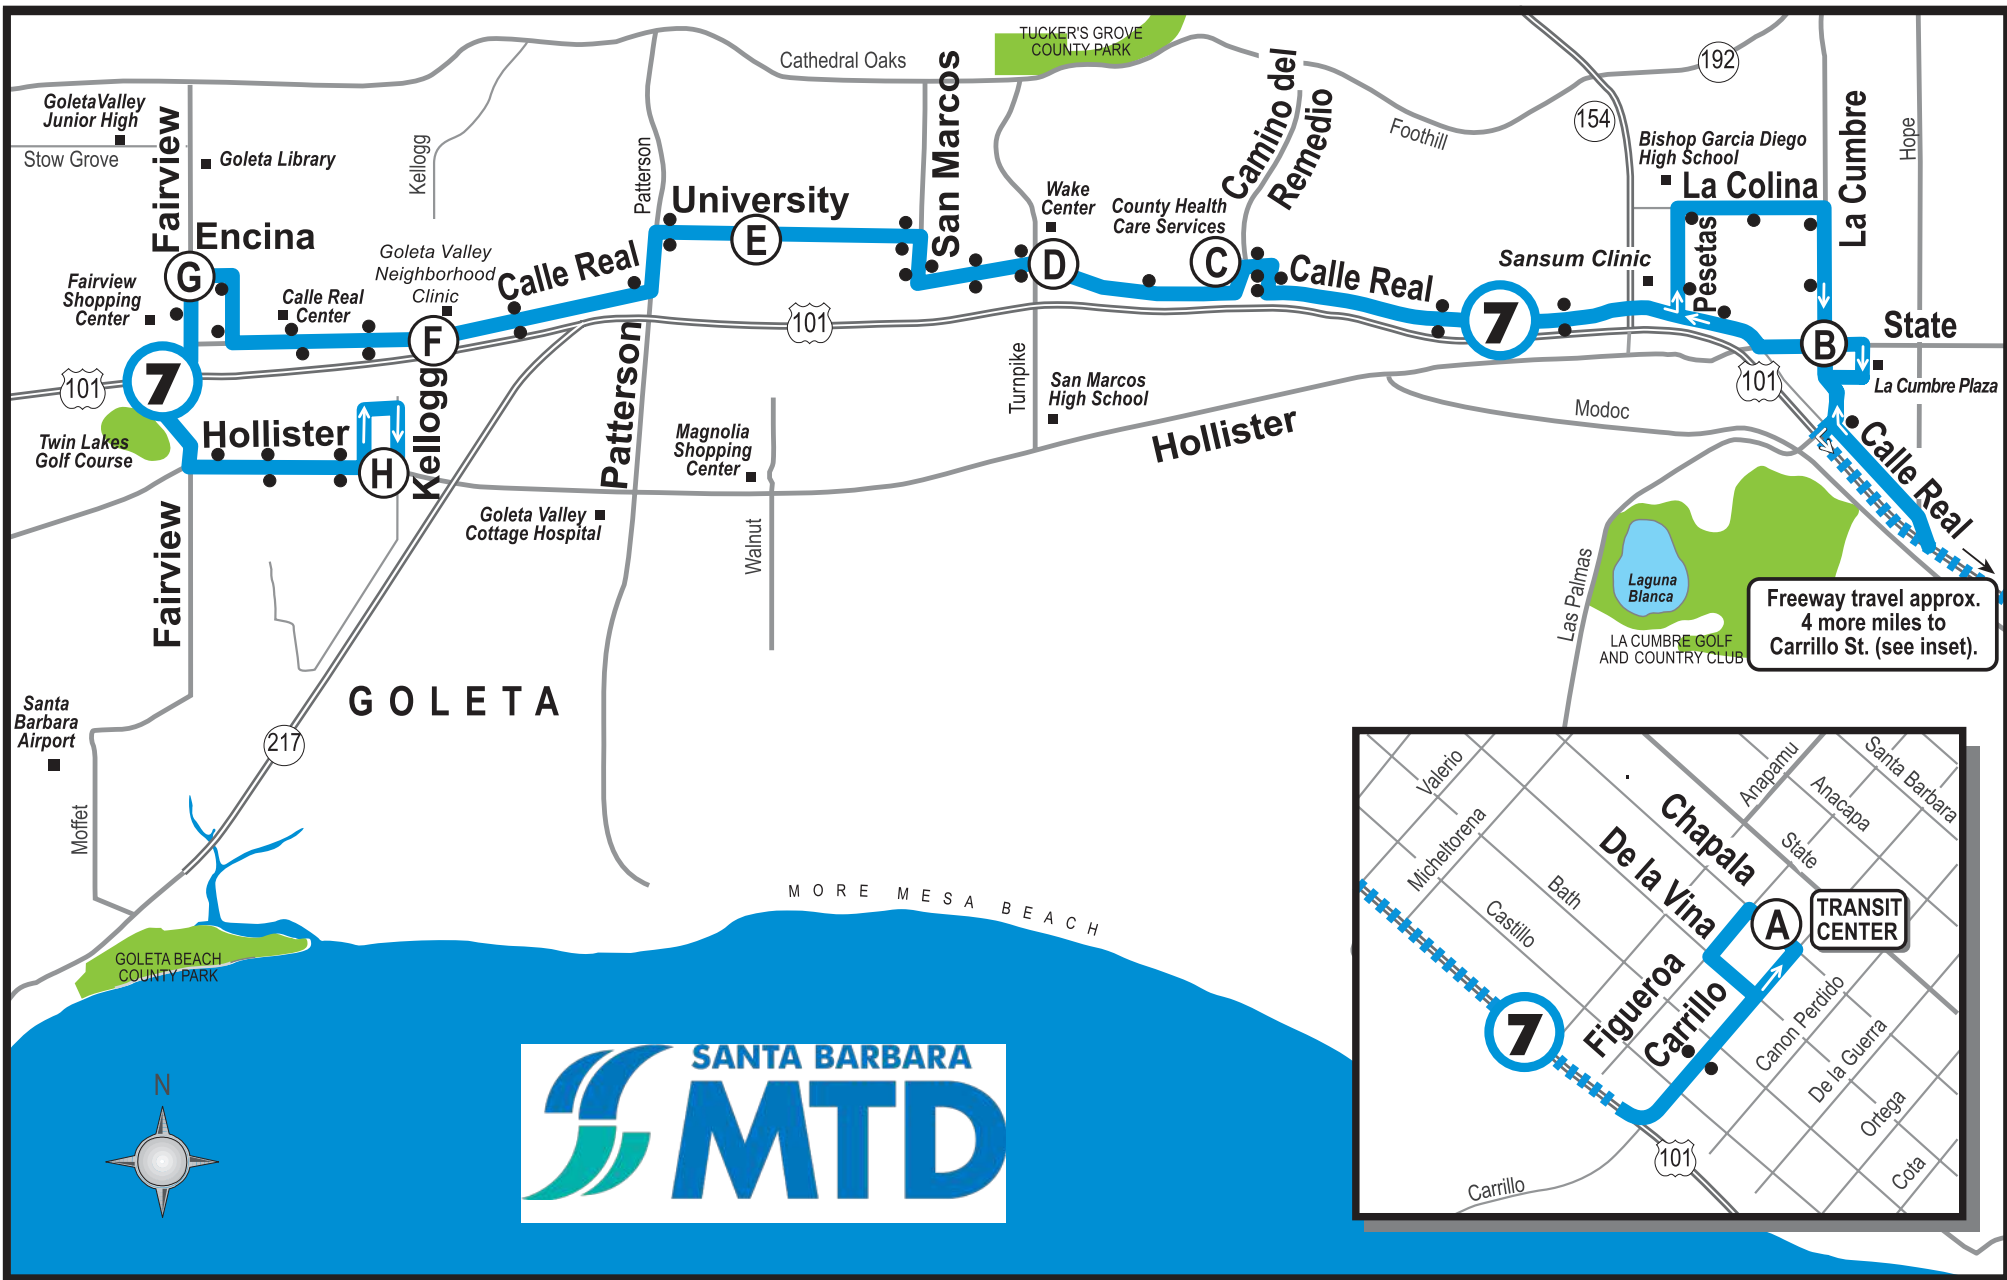 TUCKER'S GROVE
COUNTY PARK
Cathedral Oaks
GoletaValley
Junior High
Stow Grove
Fairview
Goleta Library
Kellogg
Patterson
San Marcos
Camino del
Remedio
Foothill
192
154
La Cumbre
Hope
Bishop Garcia Diego
High School
La Colina
Pesetas
University
Wake
Center
County Health
Care Services
Encina
G
Fairview
Shopping
Center
Calle Real
Center
Goleta Valley
Neighborhood
Clinic
Calle Real
E
D
C
Calle Real
Sansum Clinic
7
F
101
B
State
La Cumbre Plaza
7
101
101
Twin Lakes
Golf Course
Hollister
H
Kellogg
Patterson
Turnpike
San Marcos
High School
Magnolia
Shopping
Center
Hollister
Modoc
Calle Real
Goleta Valley
Cottage Hospital
Walnut
Fairview
Las Palmas
Laguna
Blanca
LA CUMBRE GOLF
AND COUNTRY CLUB
Freeway travel approx.
4 more miles to
Carrillo St. (see inset).
GOLETA
Santa
Barbara
Airport
217
Moffet
MORE MESA BEACH
GOLETA BEACH
COUNTY PARK
N
SANTA BARBARA
MTD
Valerio
Micheltorena
Anapamu
Santa Barbara
Anacapa
State
Chapala
De la Vina
Bath
Castillo
A
TRANSIT
CENTER
Figueroa
Carrillo
Canon Perdido
De la Guerra
Ortega
Cota
7
101
Carrillo